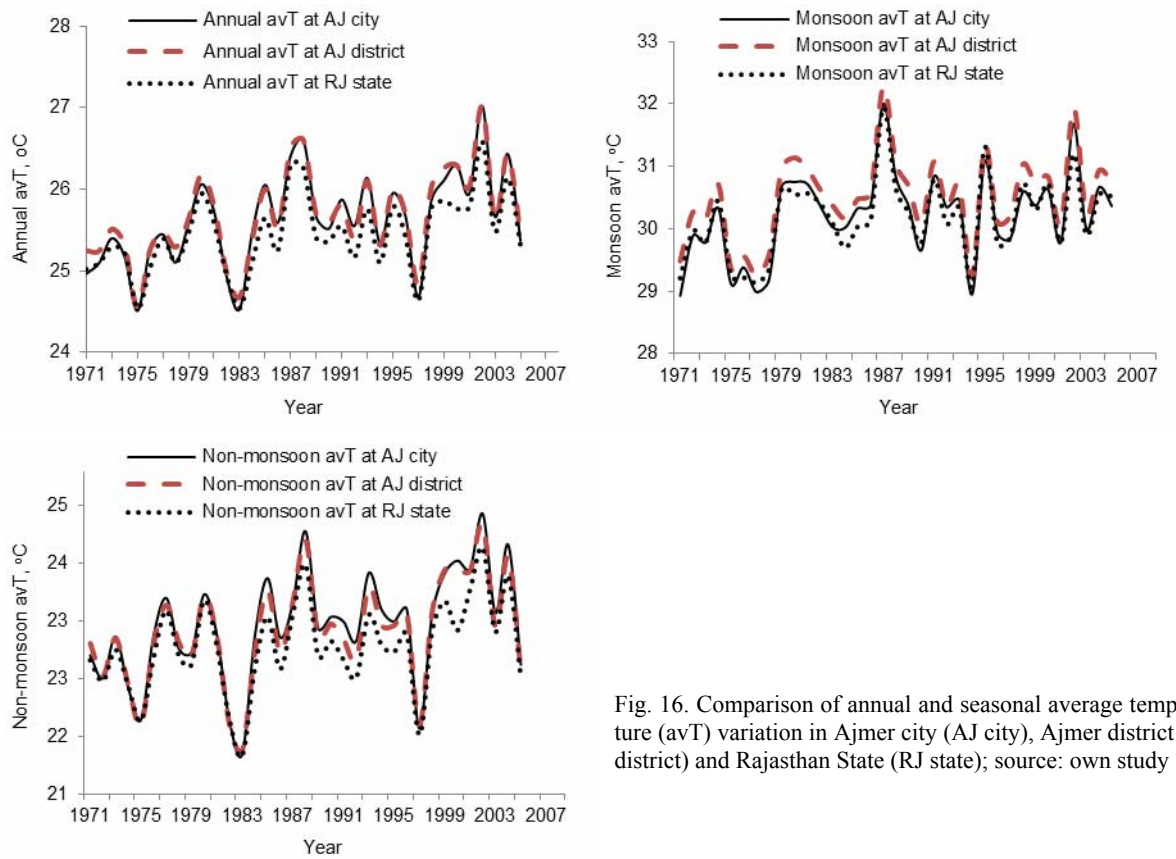 Annual avT at AJ city
Annual avT at AJ district
Annual avT at RJ state
28
27
26
25
24
Annual avT, oC
1971 1975 1979 1983 1987 1991 1995 1999 2003 2007
Year
Monsoon avT at AJ city
Monsoon avT at AJ district
Monsoon avT at RJ state
33
32
31
30
29
28
Monsoon avT, ºC
1971 1975 1979 1983 1987 1991 1995 1999 2003 2007
Year
Non-monsoon avT at AJ city
Non-monsoon avT at AJ district
Non-monsoon avT at RJ state
25
24
23
23
22
21
Non-monsoon avT, ºC
1971 1975 1979 1983 1987 1991 1995 1999 2003 2007
Year
Fig. 16. Comparison of annual and seasonal average temp
ture (avT) variation in Ajmer city (AJ city), Ajmer district
district) and Rajasthan State (RJ state); source: own study